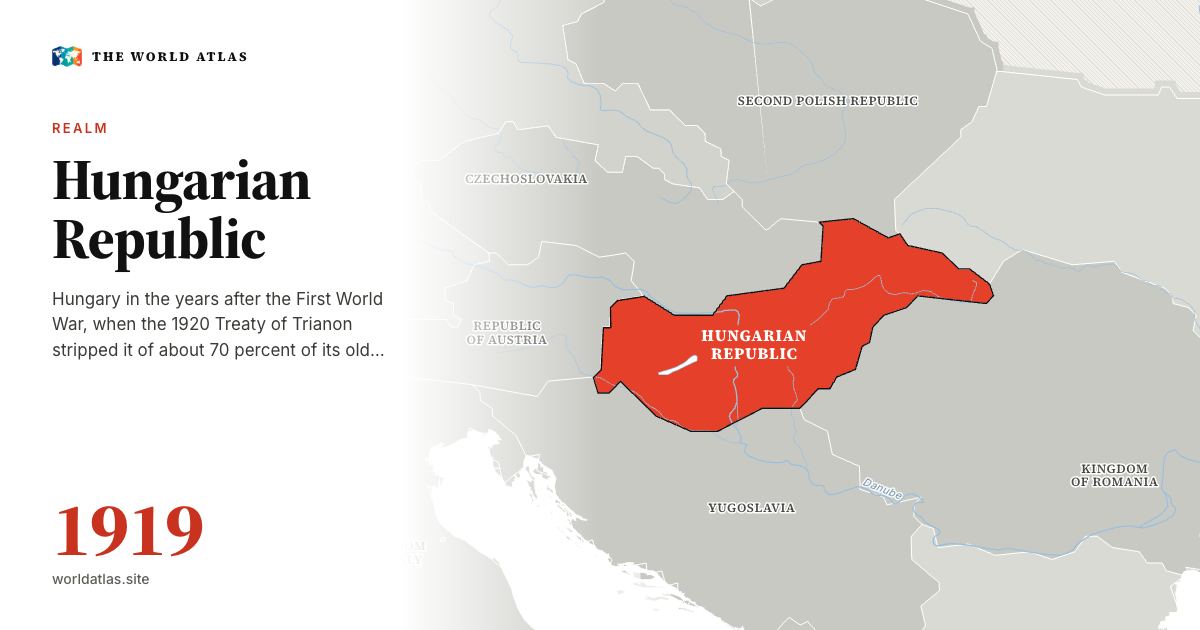 THE WORLD ATLAS
REALM
Hungarian
Republic
Hungary in the years after the First World
War, when the 1920 Treaty of Trianon
stripped it of about 70 percent of its old...
1919
worldatlas.site
SECOND POLISH REPUBLIC
CZECHOSLOVAKIA
REPUBLIC
OF AUSTRIA
HUNGARIAN
REPUBLIC
KINGDOM
OF ROMANIA
Danube
YUGOSLAVIA